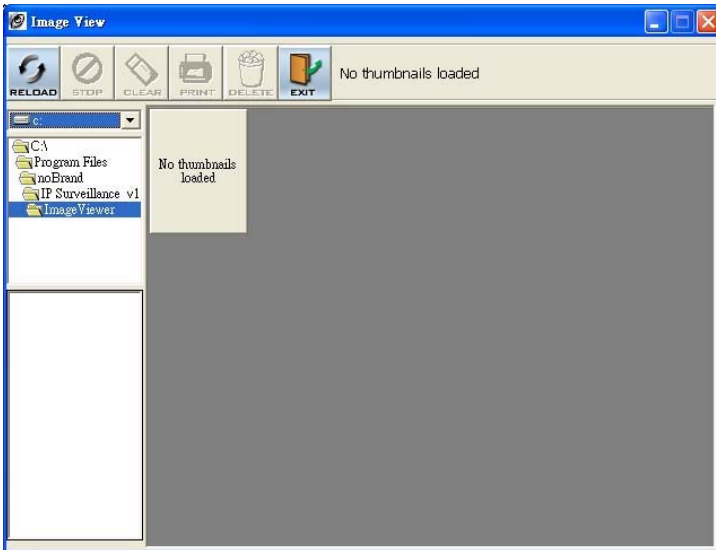 Image View
RELOAD STOP CLEAR PRINT DELETE EXIT No thumbnails loaded
c:
C:\
Program Files
noBrand
IP Surveillance v1
ImageViewer
No thumbnails
loaded